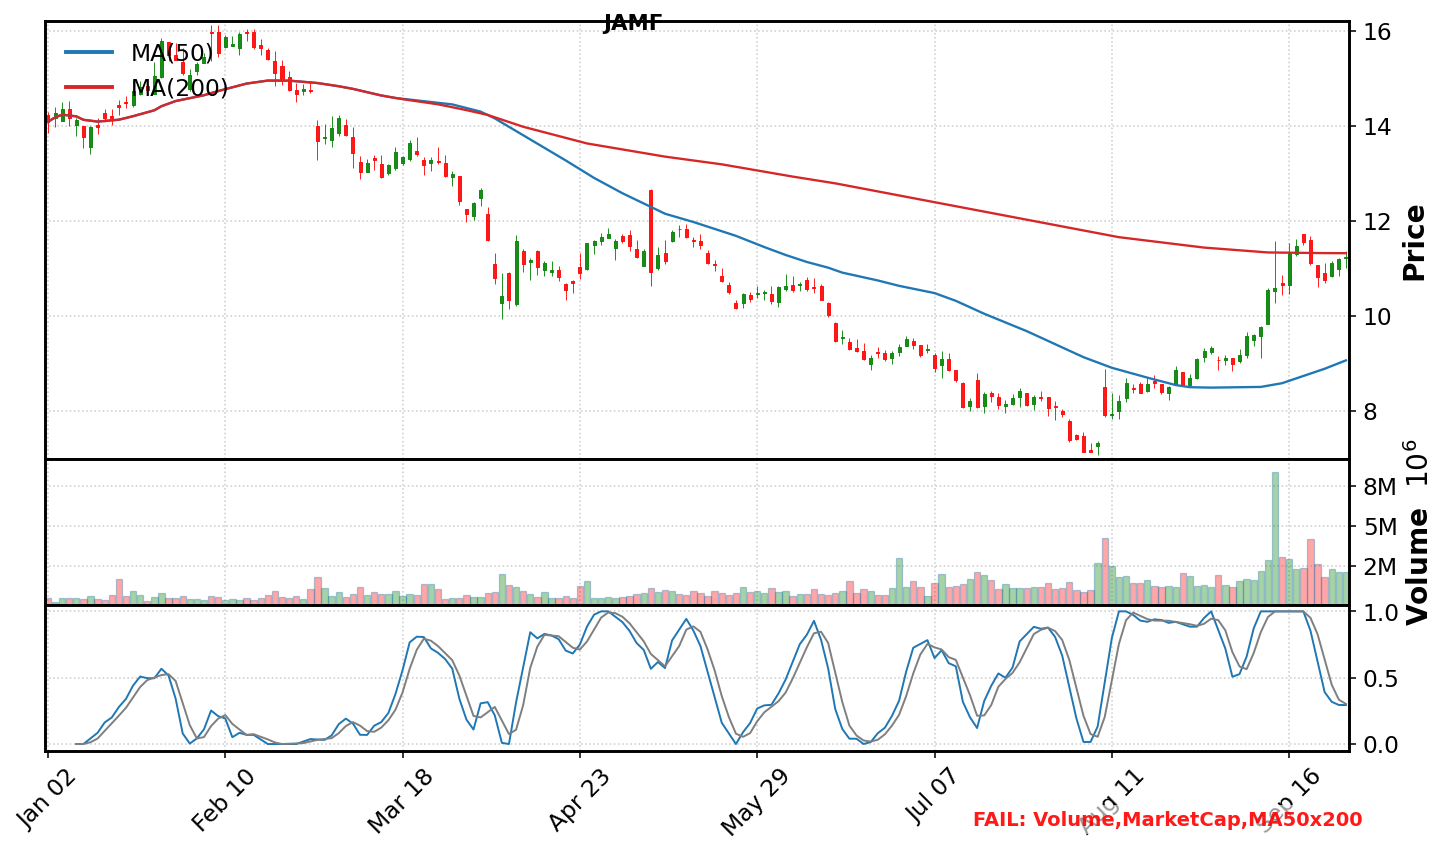 JAMF
MA(50)
MA(200)
16
14
12
10
8
Price
8M
5M
2M
Volume 10^6
1.0
0.5
0.0
Jan 02
Feb 10
Mar 18
Apr 23
May 29
Jul 07
Aug 11
Sep 16
FAIL: Volume,MarketCap,MA50x200